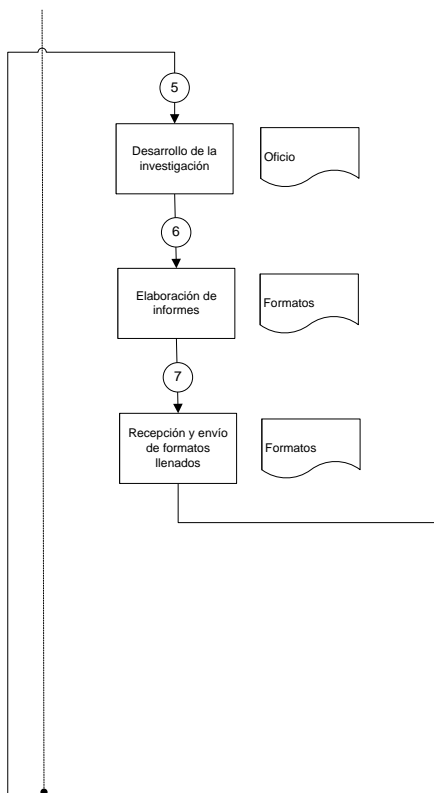 5
Desarrollo de la
investigación
Oficio
6
Elaboración de
informes
Formatos
7
Recepción y envío
de formatos
llenados
Formatos